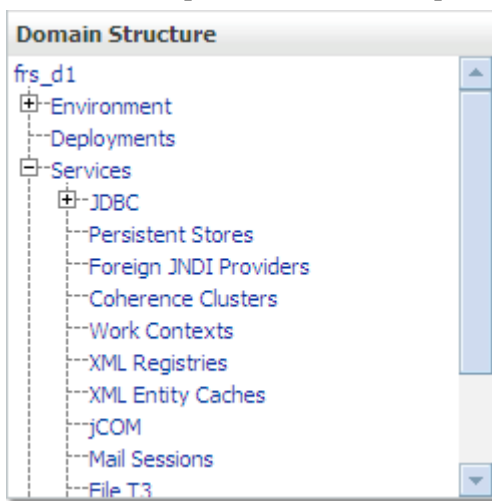 Domain Structure
frs_d1
Environment
Deployments
Services
JDBC
Persistent Stores
Foreign JNDI Providers
Coherence Clusters
Work Contexts
XML Registries
XML Entity Caches
jCOM
Mail Sessions
File T3